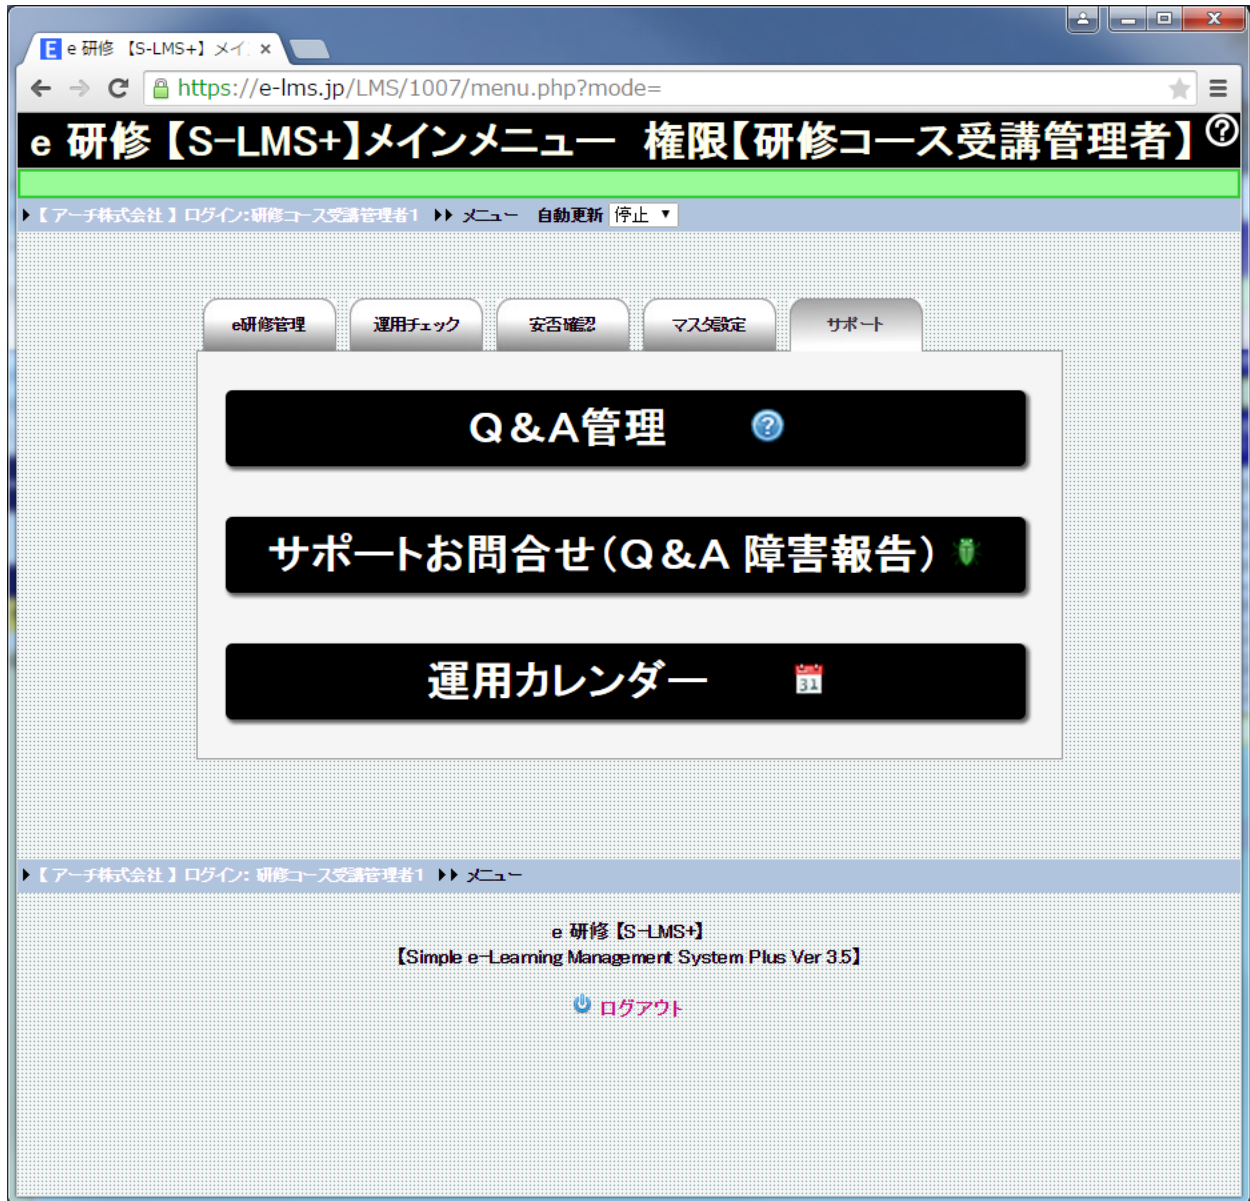 e 研修 【S-LMS+】 メイン
https://e-lms.jp/LMS/1007/menu.php?mode=
e 研修【S-LMS+】メインメニュー 権限【研修コース受講管理者】
【 アーチ株式会社 】 ログイン:研修コース受講管理者1 メニュー 自動更新 停止
e研修管理 運用チェック 安否確認 マスタ設定 サポート
Q&A管理
サポートお問合せ(Q&A 障害報告)
運用カレンダー
31
【 アーチ株式会社 】 ログイン: 研修コース受講管理者1 メニュー
e 研修【S-LMS+】
【Simple e-Learning Management System Plus Ver 3.5】
ログアウト